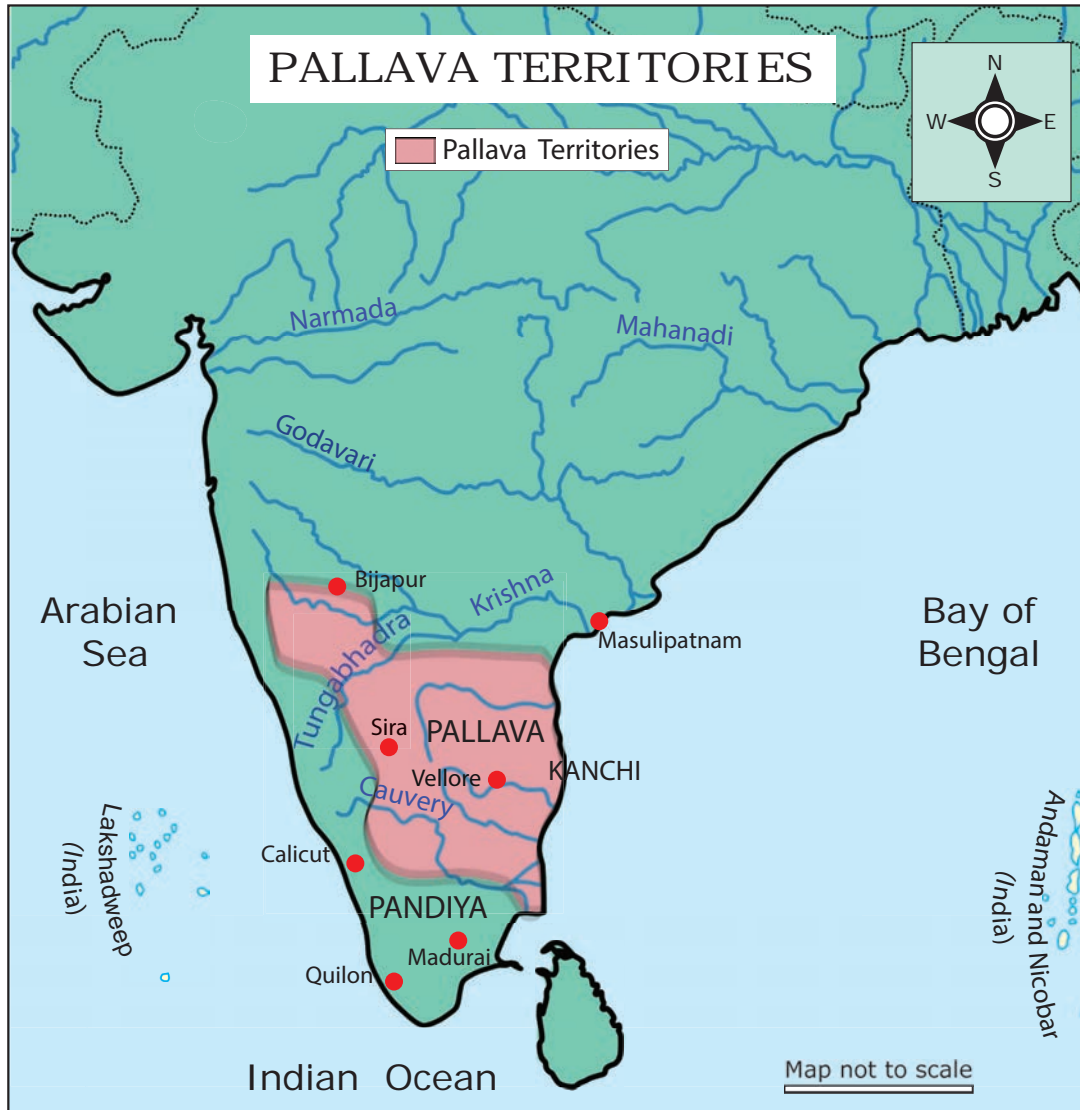 PALLAVA TERRITORIES
N
W
E
S
Pallava Territories
Narmada
Mahanadi
Godavari
Bijapur
Krishna
Arabian
Sea
Bay of
Bengal
Masulipatnam
Tungabhadra
Sira
PALLAVA
KANCHI
Vellore
Cauvery
Lakshadweep
(India)
Andaman and Nicobar
(India)
Calicut
PANDIYA
Madurai
Quilon
Indian Ocean
Map not to scale